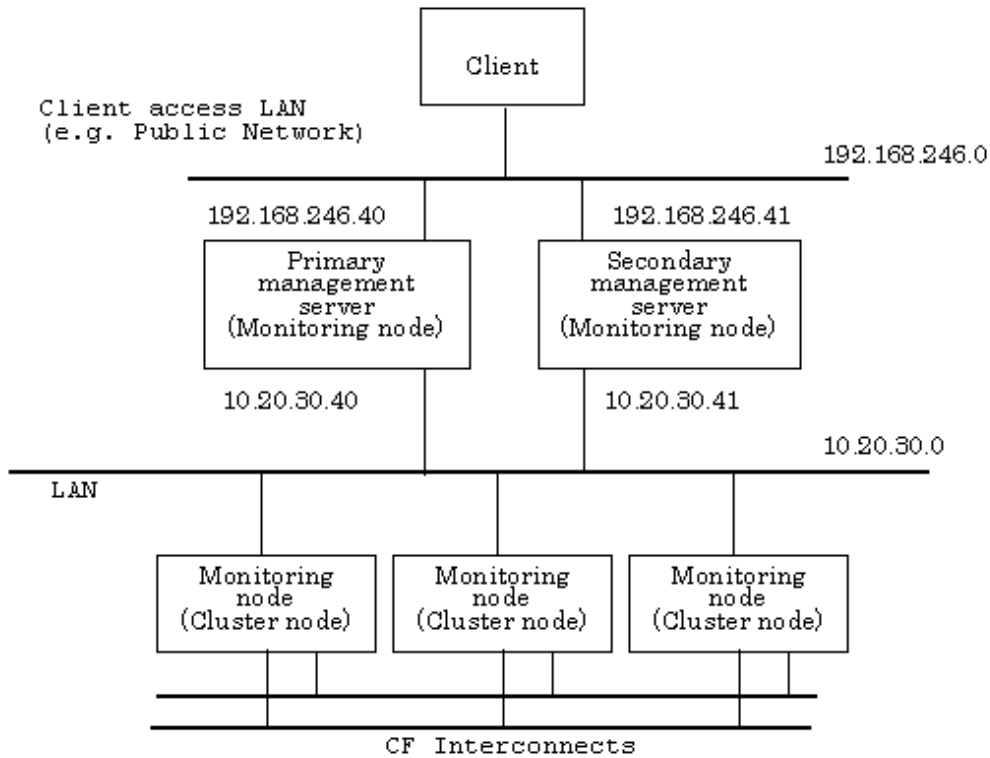 Client
Client access LAN
(e.g. Public Network)
192.168.246.0
192.168.246.40
192.168.246.41
Primary
management
server
(Monitoring node)
Secondary
management
server
(Monitoring node)
10.20.30.40
10.20.30.41
10.20.30.0
LAN
Monitoring
node
(Cluster node)
Monitoring
node
(Cluster node)
Monitoring
node
(Cluster node)
CF Interconnects